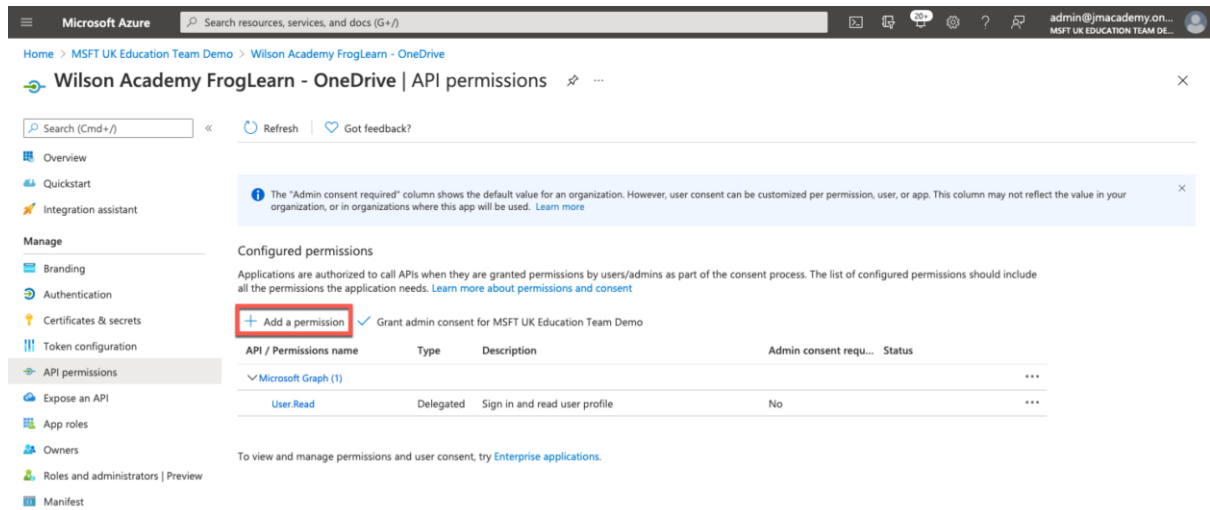 Microsoft Azure
Search resources, services, and docs (G+/)
20+
admin@jmacademy.on...
MSFT UK EDUCATION TEAM DE...
Home > MSFT UK Education Team Demo > Wilson Academy FrogLearn - OneDrive
Wilson Academy FrogLearn - OneDrive | API permissions
Search (Cmd+/)
Refresh
Got feedback?
Overview
Quickstart
Integration assistant
Manage
Branding
Authentication
Certificates & secrets
Token configuration
API permissions
Expose an API
App roles
Owners
Roles and administrators | Preview
Manifest
The "Admin consent required" column shows the default value for an organization. However, user consent can be customized per permission, user, or app. This column may not reflect the value in your
organization, or in organizations where this app will be used. Learn more
Configured permissions
Applications are authorized to call APIs when they are granted permissions by users/admins as part of the consent process. The list of configured permissions should include
all the permissions the application needs. Learn more about permissions and consent
Add a permission
Grant admin consent for MSFT UK Education Team Demo
API / Permissions name Type Description Admin consent requ... Status
Microsoft Graph (1)
User.Read Delegated Sign in and read user profile No
To view and manage permissions and user consent, try Enterprise applications.